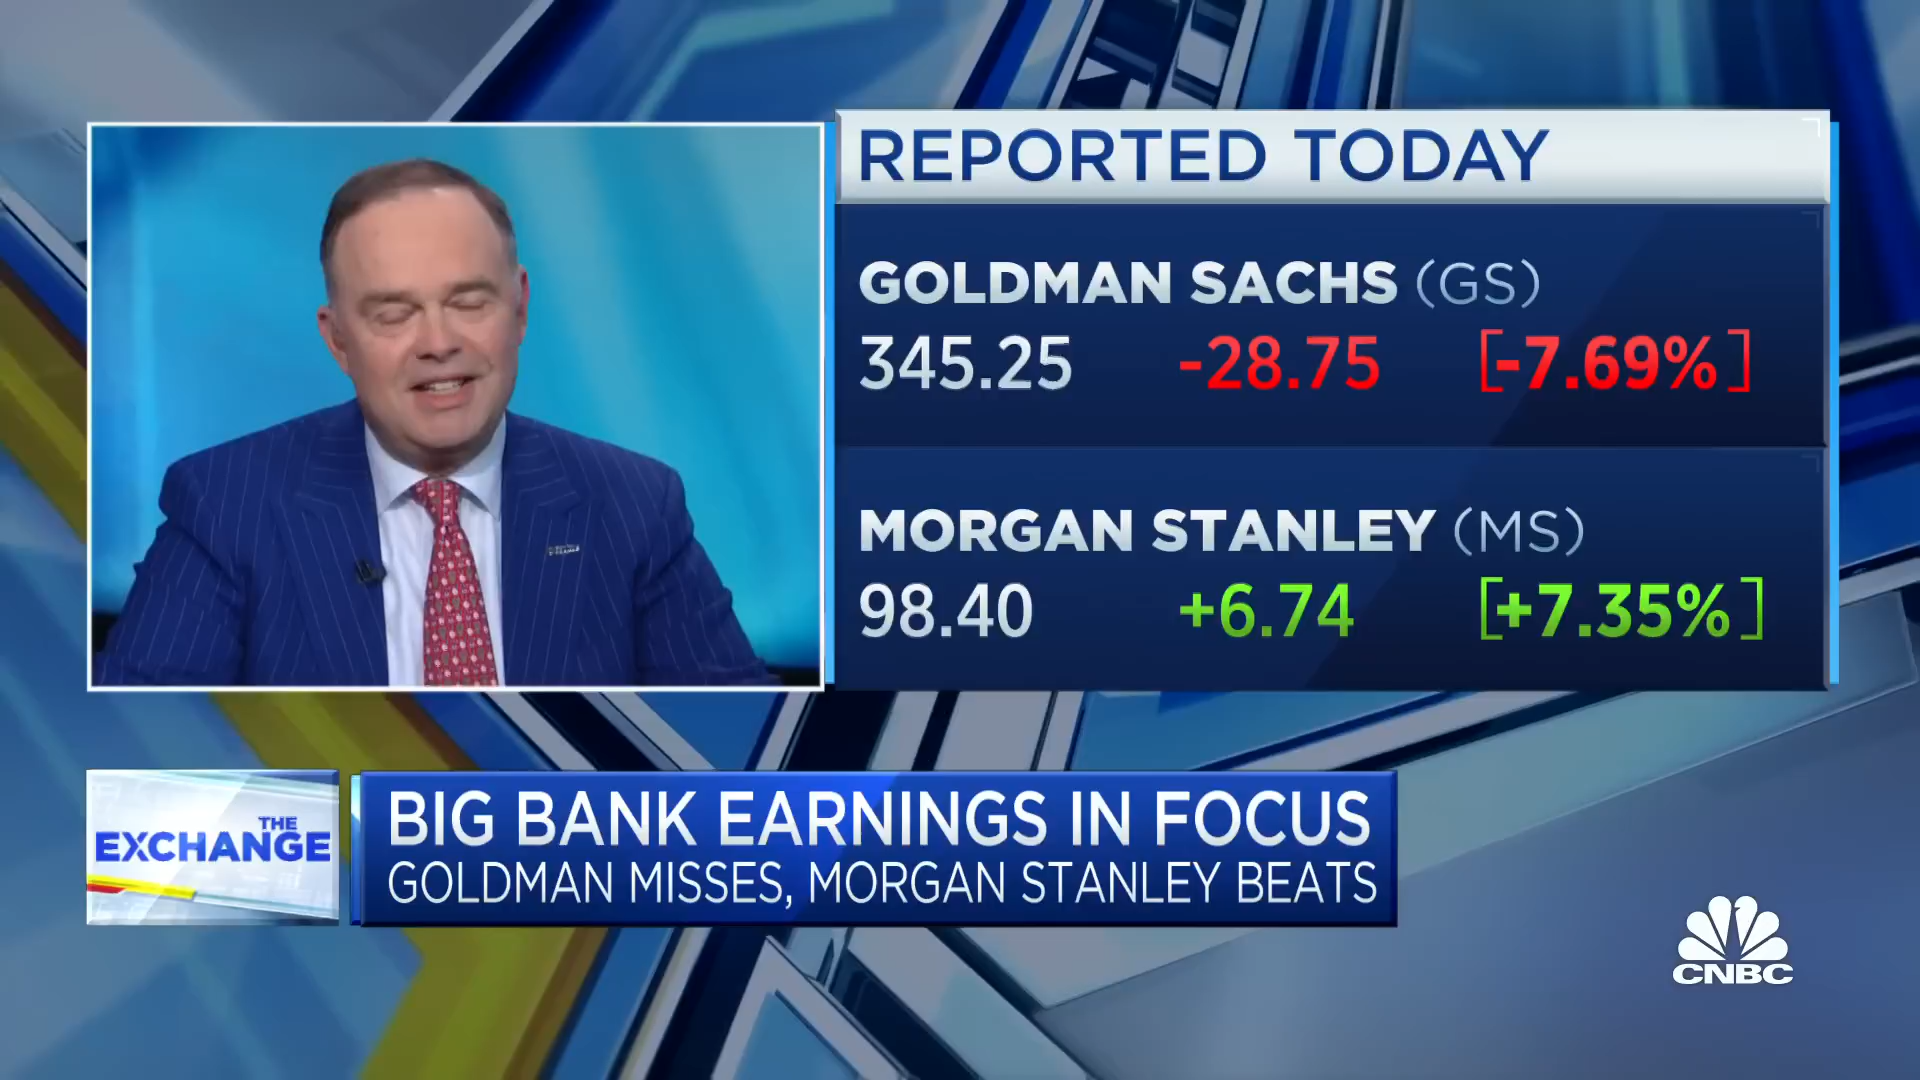 REPORTED TODAY
GOLDMAN SACHS (GS)
345.25 -28.75 [-7.69%]
MORGAN STANLEY (MS)
98.40 +6.74 [+7.35%]
THE
EXCHANGE
BIG BANK EARNINGS IN FOCUS
GOLDMAN MISSES, MORGAN STANLEY BEATS
CNBC